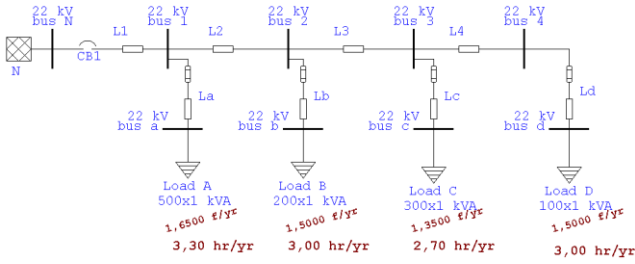 22 kV
bus N
22 kV
bus 1
22 kV
bus 2
22 kV
bus 3
22 kV
bus 4
L1
L2
L3
L4
CB1
N
La
Lb
Lc
Ld
22 kV
bus a
22 kV
bus b
22 kV
bus c
22 kV
bus d
Load A
500x1 kVA
Load B
200x1 kVA
Load C
300x1 kVA
Load D
100x1 kVA
1,6500 f/yr
3,30 hr/yr
1,5000 f/yr
3,00 hr/yr
1,3500 f/yr
2,70 hr/yr
1,5000 f/yr
3,00 hr/yr